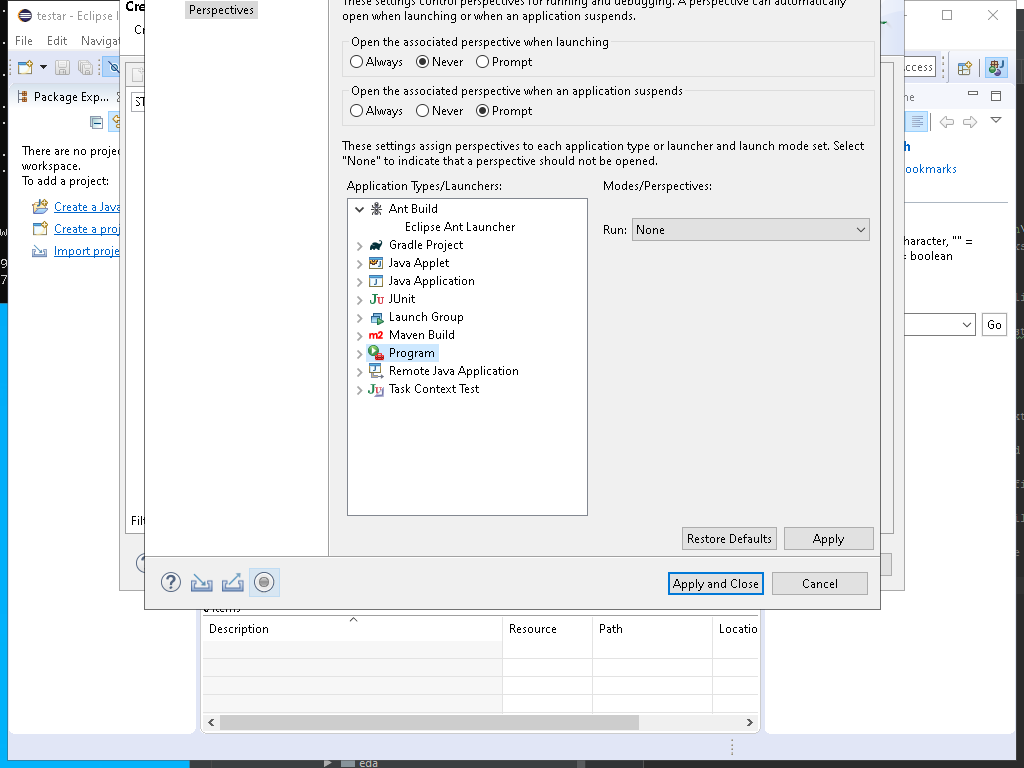 testar - Eclipse I
File Edit Navigat
Cre
Cr
Perspectives
These settings control perspectives for running and debugging. A perspective can automatically
open when launching or when an application suspends.
Open the associated perspective when launching
Always Never Prompt
Open the associated perspective when an application suspends
Always Never Prompt
These settings assign perspectives to each application type or launcher and launch mode set. Select
"None" to indicate that a perspective should not be opened.
Application Types/Launchers:
Modes/Perspectives:
Ant Build
Eclipse Ant Launcher
Gradle Project
Java Applet
Java Application
JUnit
Launch Group
Maven Build
Program
Remote Java Application
Task Context Test
Run: None
Restore Defaults
Apply
Apply and Close
Cancel
Package Exp...
There are no proje
workspace.
To add a project:
Create a Java
Create a proj
Import proje
ST
Filt
ccess
ne
h
ookmarks
haracter, "" =
= boolean
Go
0 items
Description Resource Path Locatio
eda